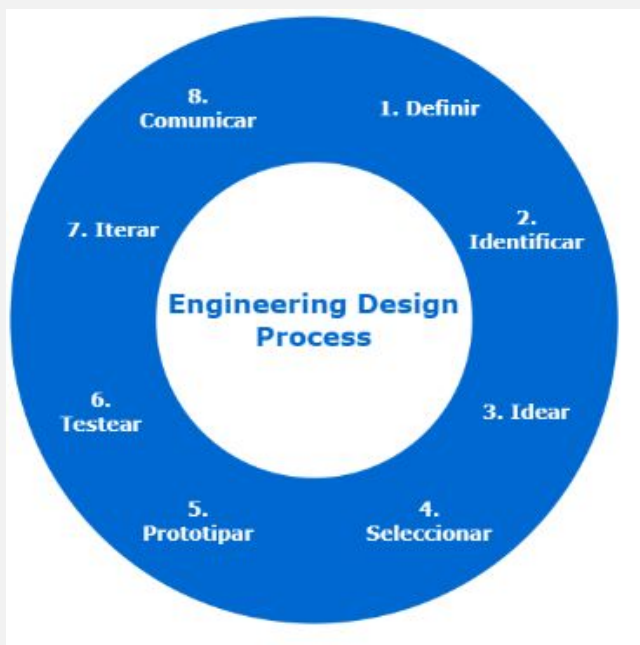 Engineering Design
Process
1. Definir
2.
Identificar
3. Idear
4.
Seleccionar
5.
Prototipar
6.
Testear
7. Iterar
8.
Comunicar